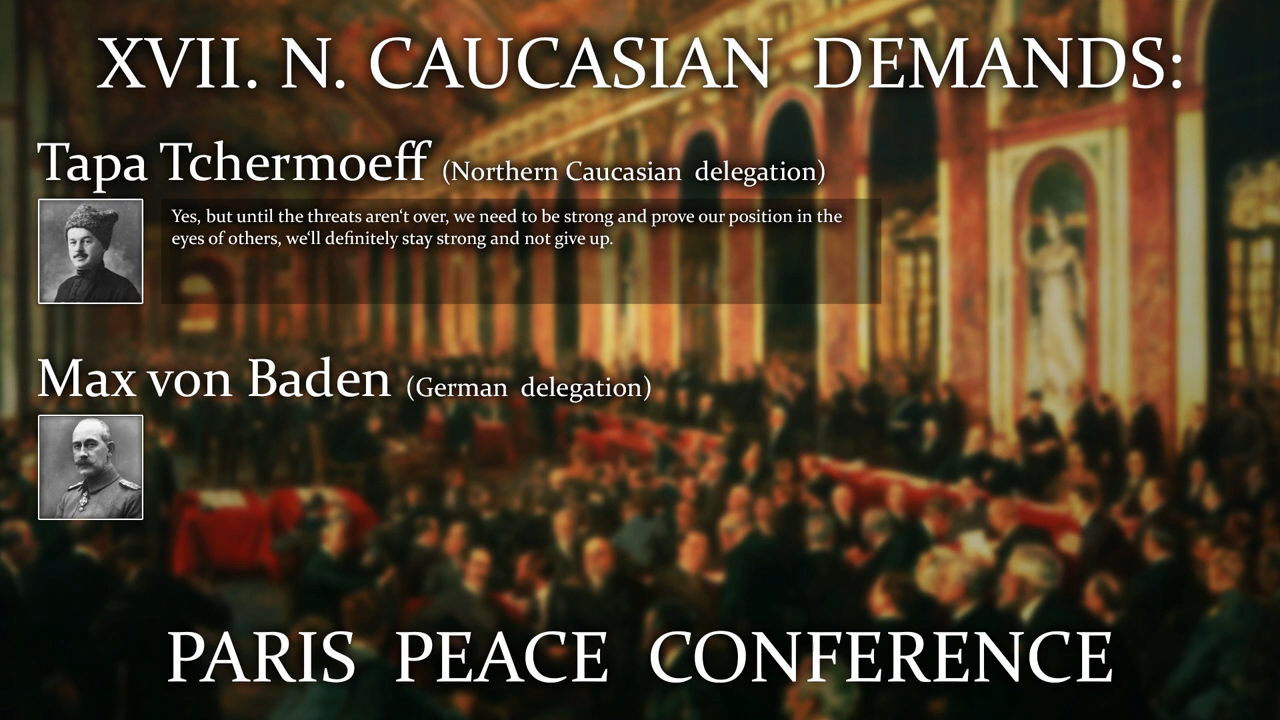 XVII. N. CAUCASIAN DEMANDS:
Tapa Tchermoeff (Northern Caucasian delegation)
Yes, but until the threats aren‘t over, we need to be strong and prove our position in the
eyes of others, we‘ll definitely stay strong and not give up.
Max von Baden (German delegation)
PARIS PEACE CONFERENCE